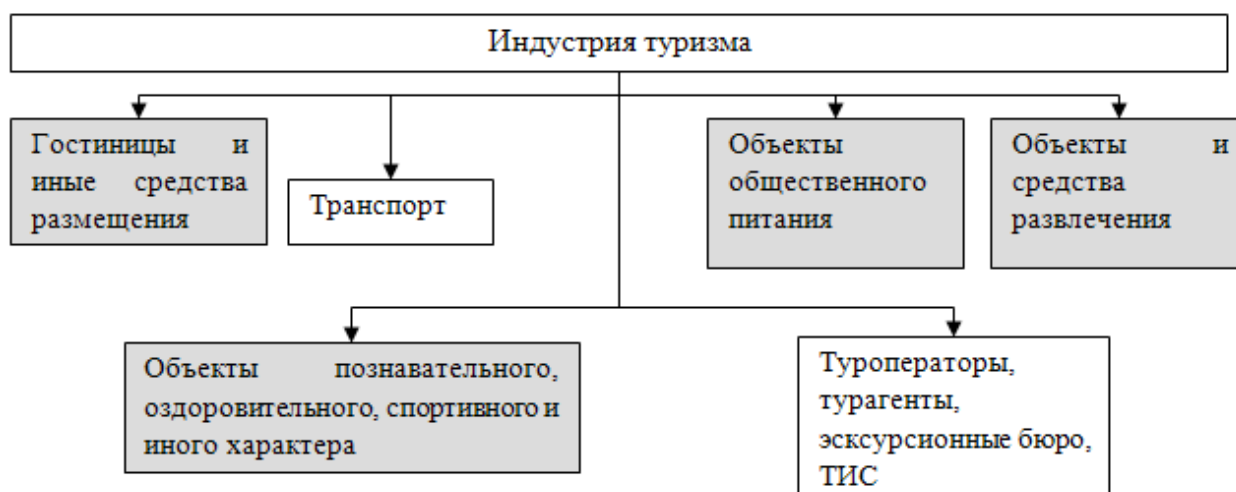 Индустрия туризма
Гостиницы и
иные средства
размещения
Транспорт
Объекты
общественного
питания
Объекты и
средства
развлечения
Объекты познавательного,
оздоровительного, спортивного и
иного характера
Туроператоры,
турагенты,
эсксурсионные бюро,
ТИС